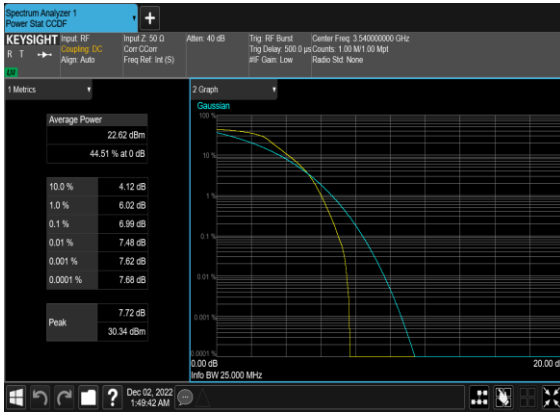 Spectrum Analyzer 1
Power Stat CCDF
+
KEYSIGHT
R T
LXI
Input: RF
Coupling: DC
Align: Auto
Input Z: 50 Ω
Corr CCorr
Freq Ref: Int (S)
Atten: 40 dB
Trig: RF Burst
Trig Delay: 500.0 µs
#IF Gain: Low
Center Freq: 3.540000000 GHz
Counts: 1.00 M/1.00 Mpt
Radio Std: None
1 Metrics
Average Power
22.62 dBm
44.51 % at 0 dB
10.0 % 4.12 dB
1.0 % 6.02 dB
0.1 % 6.99 dB
0.01 % 7.48 dB
0.001 % 7.62 dB
0.0001 % 7.68 dB
Peak
7.72 dB
30.34 dBm
2 Graph
Gaussian
100 %
10 %
1 %
0.1 %
0.01 %
0.001 %
0.0001 %
0.00 dB
20.00 d
Info BW 25.000 MHz
?
Dec 02, 2022
1:49:42 AM